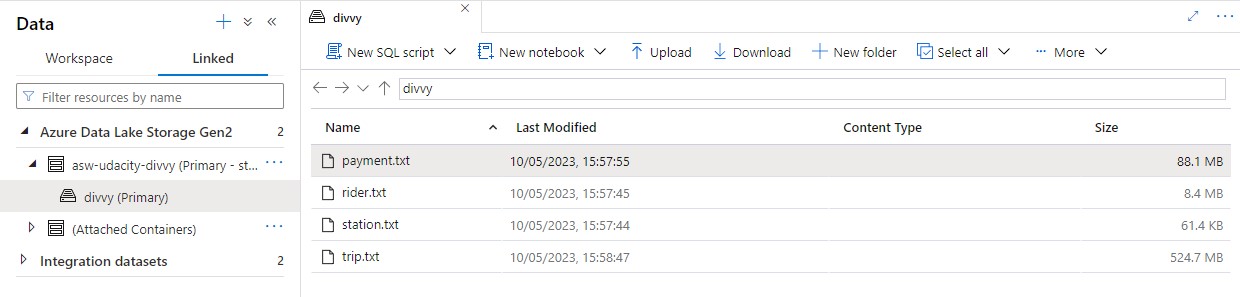 Data
Workspace Linked
Filter resources by name
Azure Data Lake Storage Gen2 2
asw-udacity-divvy (Primary - st... ...
divvy (Primary)
(Attached Containers) ...
Integration datasets 2
divvy
New SQL script New notebook Upload Download New folder Select all ... More
divvy
Name Last Modified Content Type Size
payment.txt 10/05/2023, 15:57:55 88.1 MB
rider.txt 10/05/2023, 15:57:45 8.4 MB
station.txt 10/05/2023, 15:57:44 61.4 KB
trip.txt 10/05/2023, 15:58:47 524.7 MB